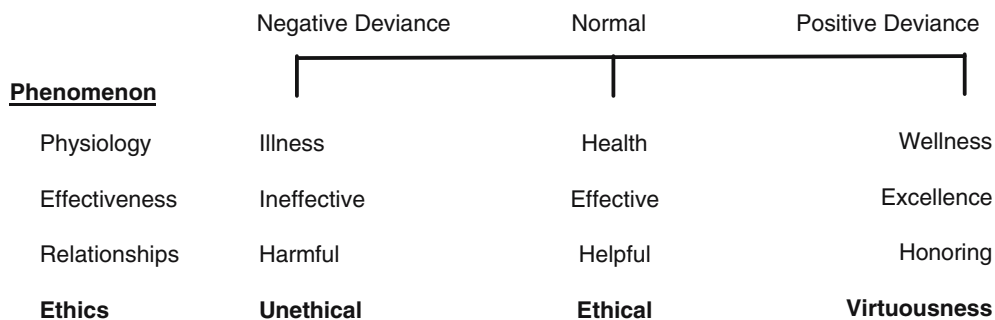 Negative Deviance Normal Positive Deviance
Phenomenon
Physiology Illness Health Wellness
Effectiveness Ineffective Effective Excellence
Relationships Harmful Helpful Honoring
Ethics Unethical Ethical Virtuousness